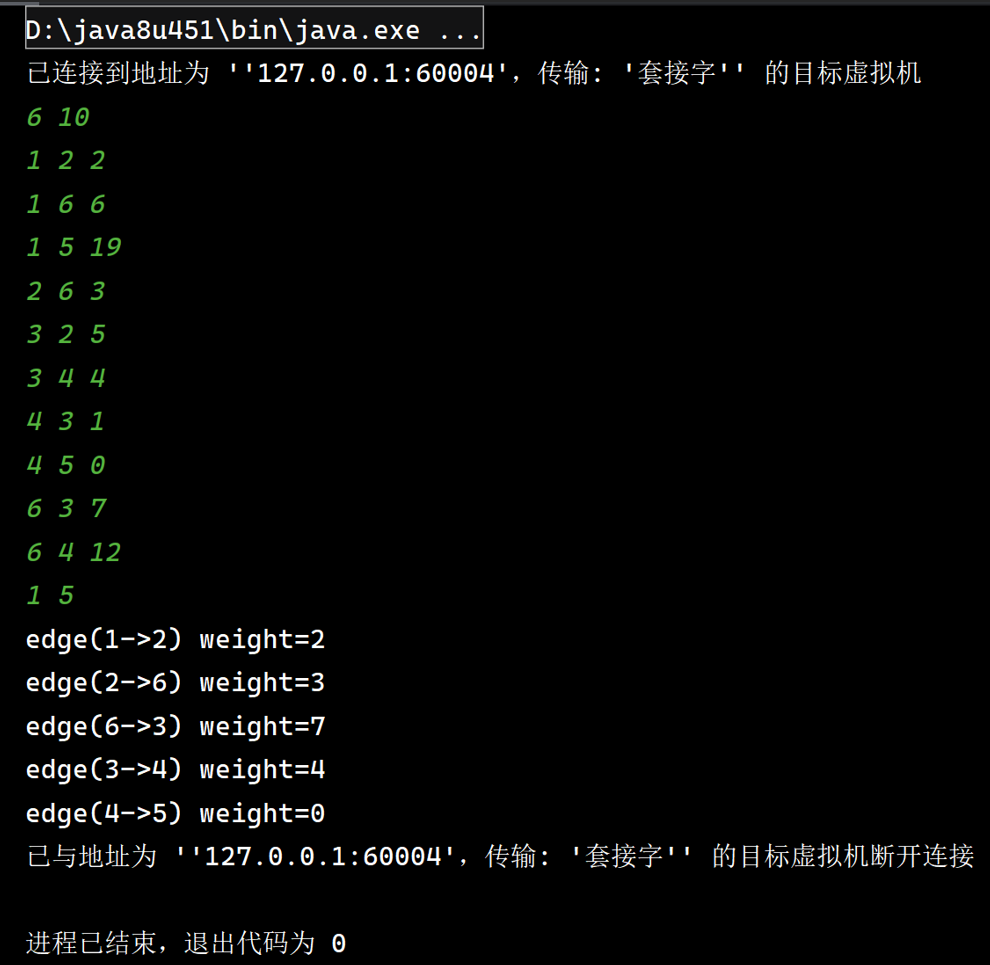 D:\java8u451\bin\java.exe ...
已连接到地址为 ''127.0.0.1:60004'，传输: '套接字'' 的目标虚拟机
6 10
1 2 2
1 6 6
1 5 19
2 6 3
3 2 5
3 4 4
4 3 1
4 5 0
6 3 7
6 4 12
1 5
edge(1->2) weight=2
edge(2->6) weight=3
edge(6->3) weight=7
edge(3->4) weight=4
edge(4->5) weight=0
已与地址为 ''127.0.0.1:60004'，传输: '套接字'' 的目标虚拟机断开连接
进程已结束，退出代码为 0